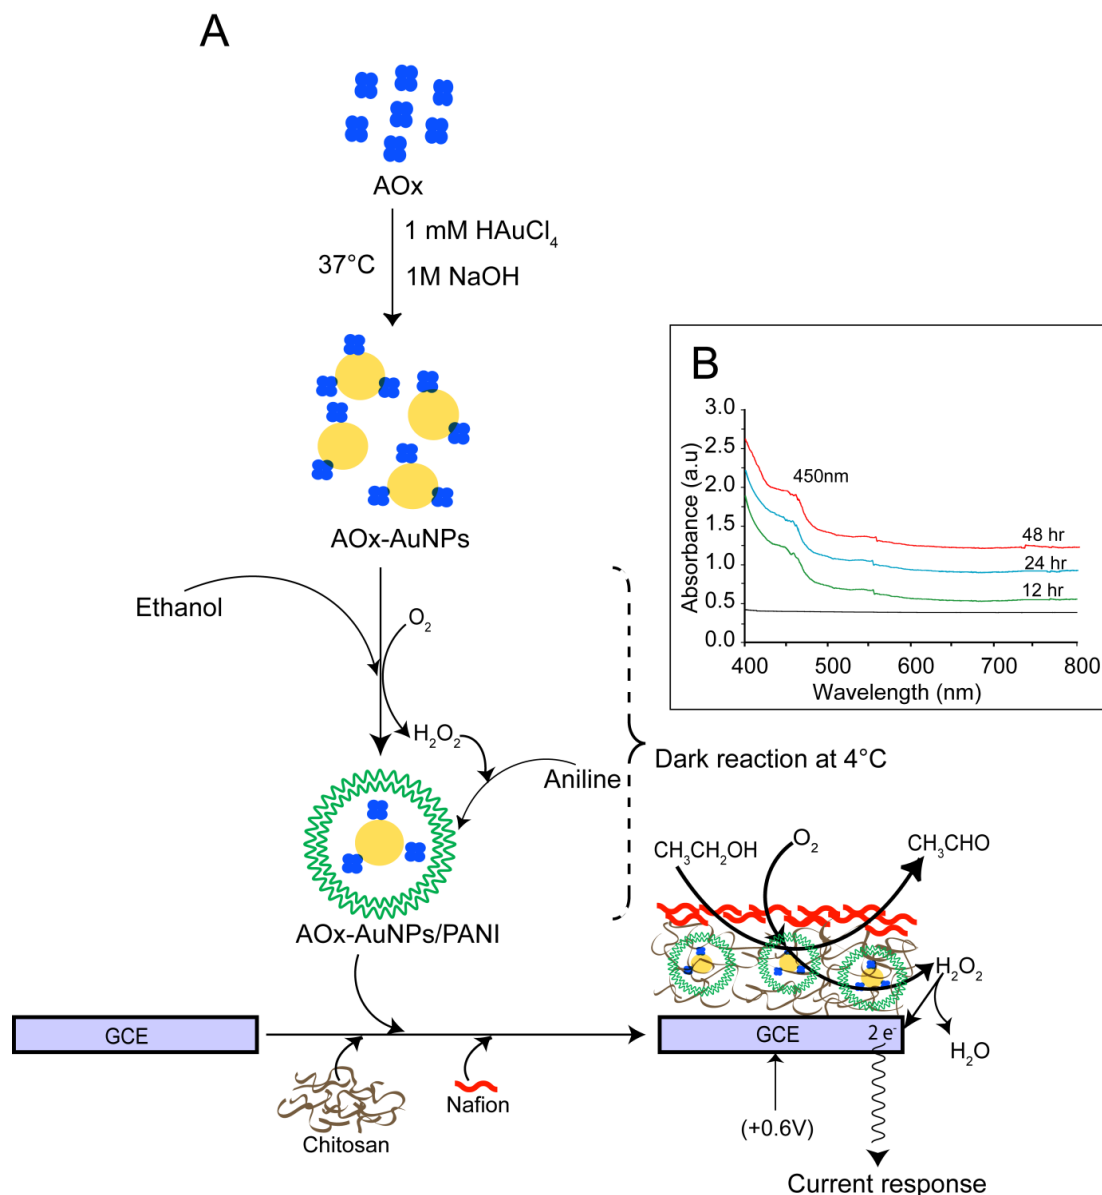 A
AOx
1 mM HAuCl₄
37°C
1M NaOH
AOx-AuNPs
Ethanol
O₂
H₂O₂
Aniline
Dark reaction at 4°C
AOx-AuNPs/PANI
B
3.0
2.5
2.0
1.5
1.0
0.5
0.0
Absorbance (a.u)
450nm
48 hr
24 hr
12 hr
400 500 600 700 800
Wavelength (nm)
CH₃CH₂OH
O₂
CH₃CHO
H₂O₂
H₂O
GCE
Chitosan
Nafion
GCE
2 e⁻
(+0.6V)
Current response